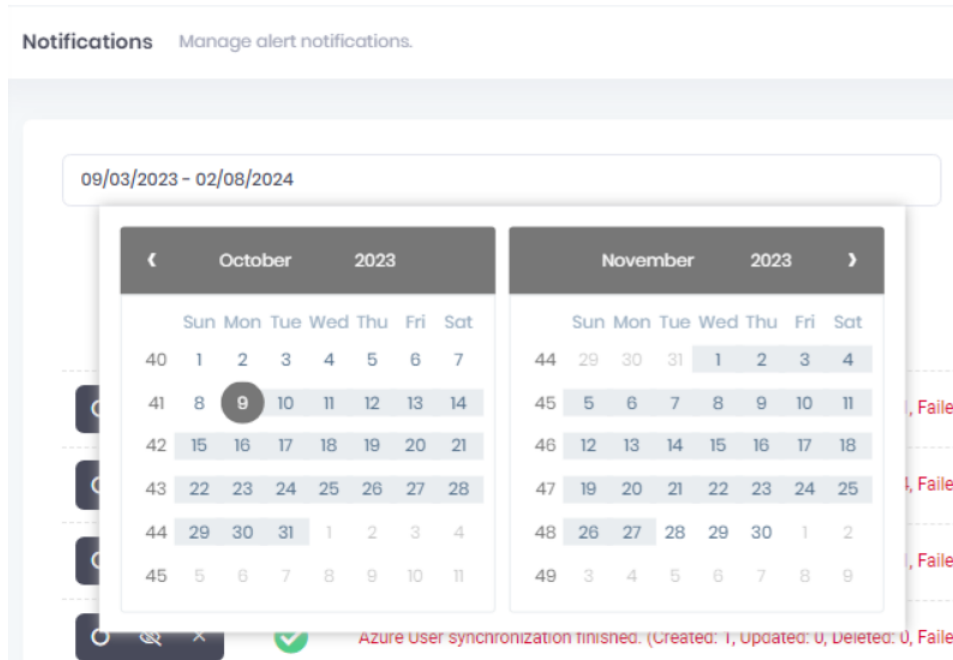 Notifications Manage alert notifications.
09/03/2023 - 02/08/2024
‹ October 2023
Sun Mon Tue Wed Thu Fri Sat
40 1 2 3 4 5 6 7
41 8 9 10 11 12 13 14
42 15 16 17 18 19 20 21
43 22 23 24 25 26 27 28
44 29 30 31 1 2 3 4
45 5 6 7 8 9 10 11
November 2023 ›
Sun Mon Tue Wed Thu Fri Sat
44 29 30 31 1 2 3 4
45 5 6 7 8 9 10 11
46 12 13 14 15 16 17 18
47 19 20 21 22 23 24 25
48 26 27 28 29 30 1 2
49 3 4 5 6 7 8 9
, Faile
, Faile
, Faile
Azure User synchronization finished. (Created: 1, Updated: 0, Deleted: 0, Faile